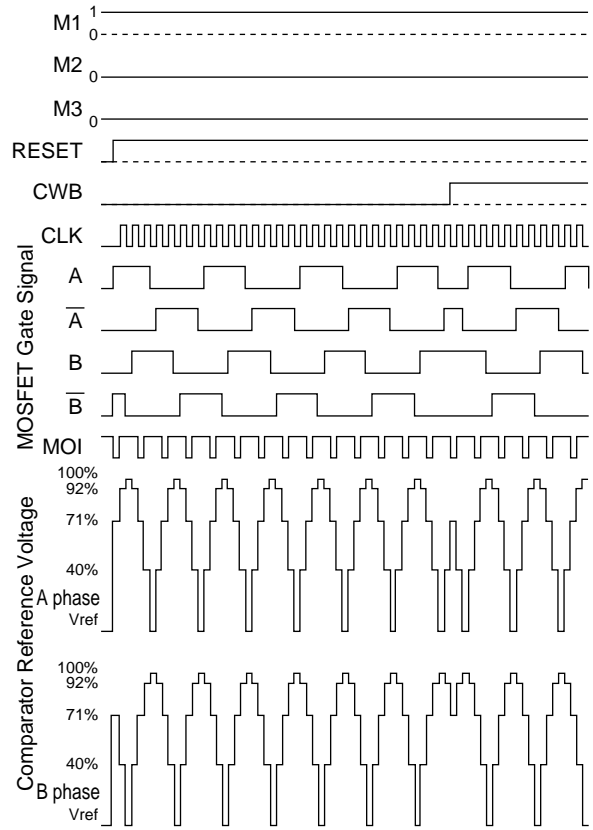 M1 1
0
M2 0
M3 0
RESET
CWB
CLK
A
A̅
B
B̅
MOI
MOSFET Gate Signal
100%
92%
71%
40%
A phase
Vref
100%
92%
71%
40%
B phase
Vref
Comparator Reference Voltage